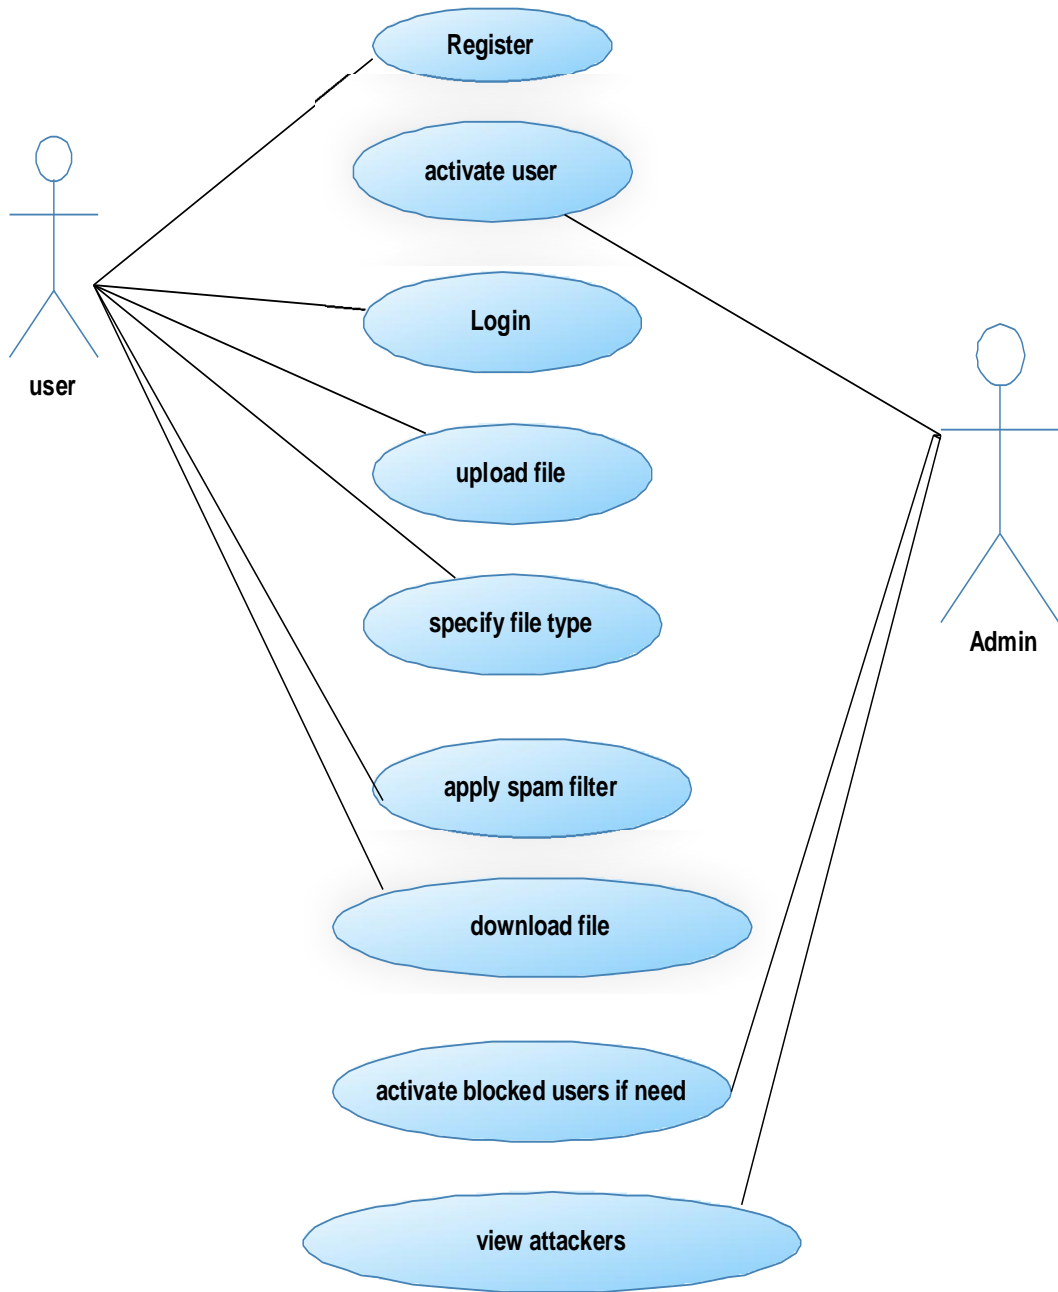 Register
activate user
Login
user
upload file
specify file type
Admin
apply spam filter
download file
activate blocked users if need
view attackers